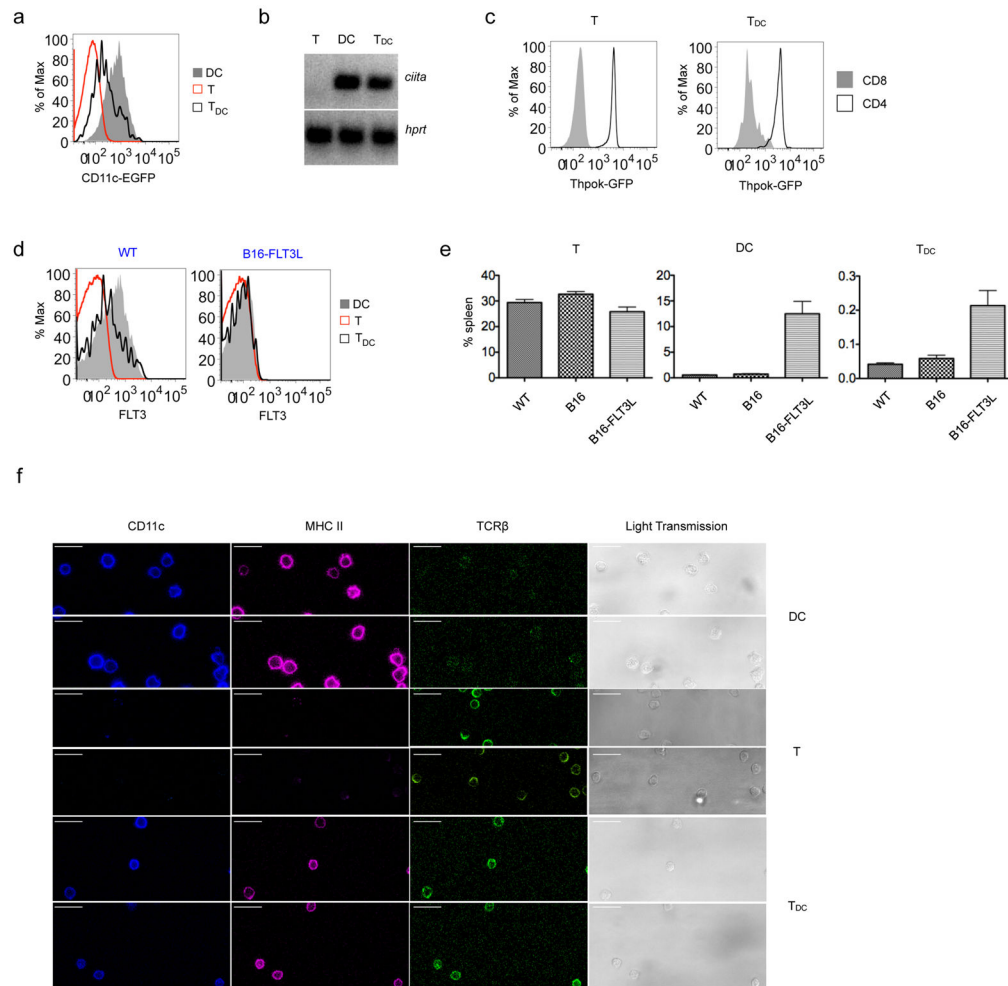 a
% of Max
100
80
60
40
20
0
0 10² 10³ 10⁴ 10⁵
CD11c-EGFP
DC
T
TDC
b
T DC TDC
ciita
hprt
c
T
% of Max
100
80
60
40
20
0
0 10² 10³ 10⁴ 10⁵
Thpok-GFP
TDC
% of Max
100
80
60
40
20
0
0 10² 10³ 10⁴ 10⁵
Thpok-GFP
CD8
CD4
d
WT
% Max
100
80
60
40
20
0
0 10² 10³ 10⁴ 10⁵
FLT3
B16-FLT3L
100
80
60
40
20
0
0 10² 10³ 10⁴ 10⁵
FLT3
DC
T
TDC
e
T
% spleen
40
30
20
10
0
WT
B16
B16-FLT3L
DC
25
20
15
10
5
0
WT
B16
B16-FLT3L
TDC
0.3
0.2
0.1
0.0
WT
B16
B16-FLT3L
f
CD11c MHC II TCRβ Light Transmission
DC
T
TDC